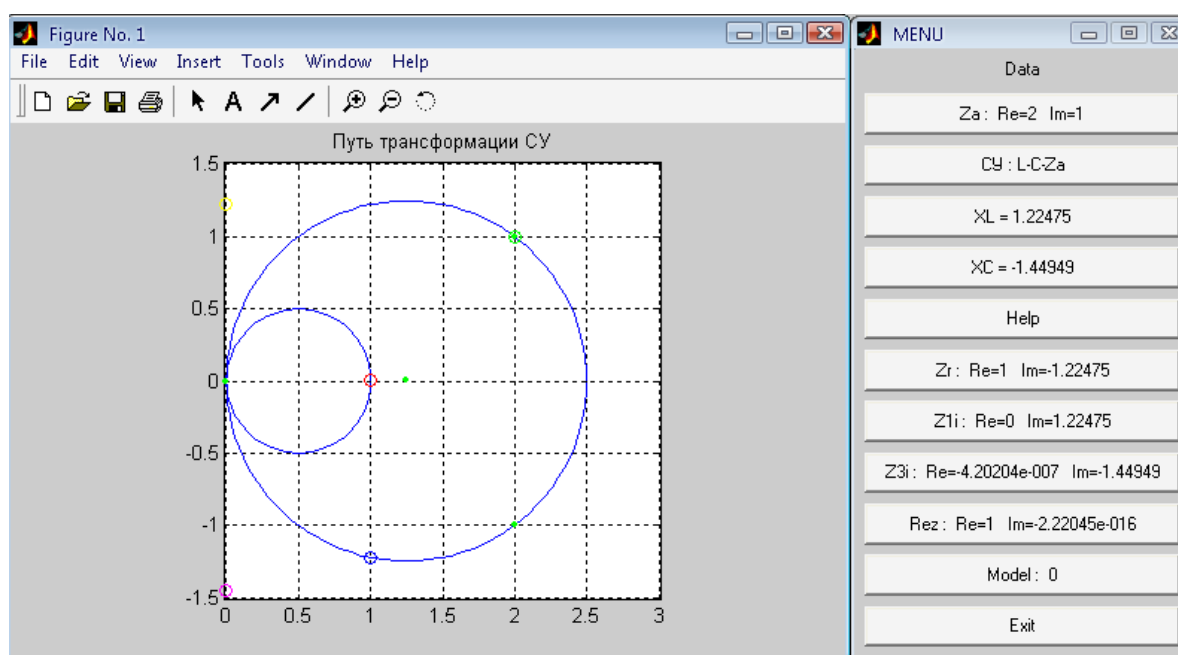 Figure No. 1
File Edit View Insert Tools Window Help
A
Путь трансформации СУ
1.5
1
0.5
0
-0.5
-1
-1.5
0 0.5 1 1.5 2 2.5 3
MENU
Data
Za : Re=2 Im=1
СУ : L-C-Za
XL = 1.22475
XC = -1.44949
Help
Zr : Re=1 Im=-1.22475
Z1i : Re=0 Im=1.22475
Z3i : Re=-4.20204e-007 Im=-1.44949
Rez : Re=1 Im=-2.22045e-016
Model : 0
Exit